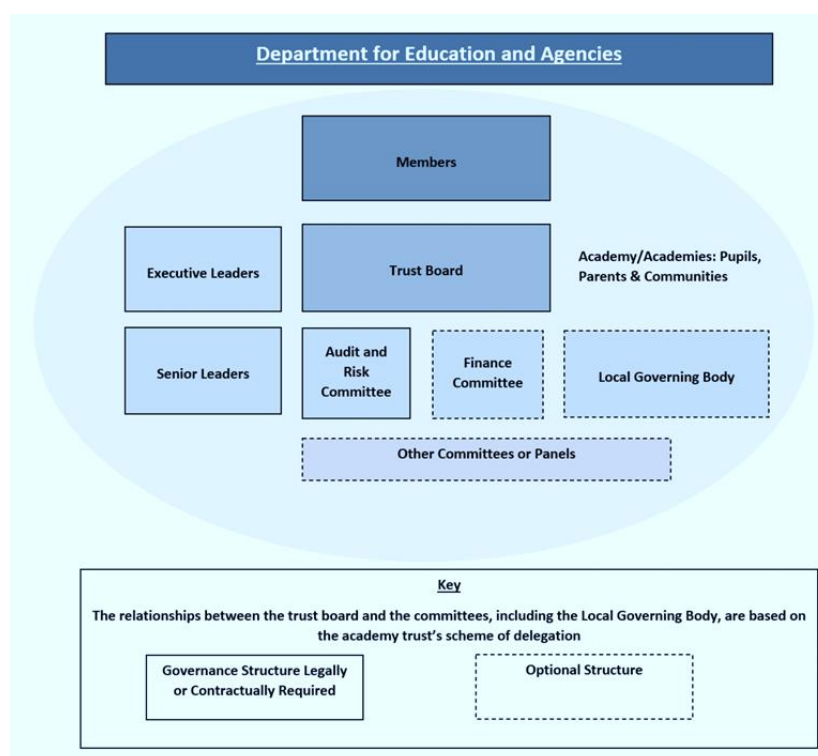 Department for Education and Agencies
Members
Executive Leaders
Trust Board
Academy/Academies: Pupils,
Parents & Communities
Senior Leaders
Audit and
Risk
Committee
Finance
Committee
Local Governing Body
Other Committees or Panels
Key
The relationships between the trust board and the committees, including the Local Governing Body, are based on
the academy trust's scheme of delegation
Governance Structure Legally
or Contractually Required
Optional Structure